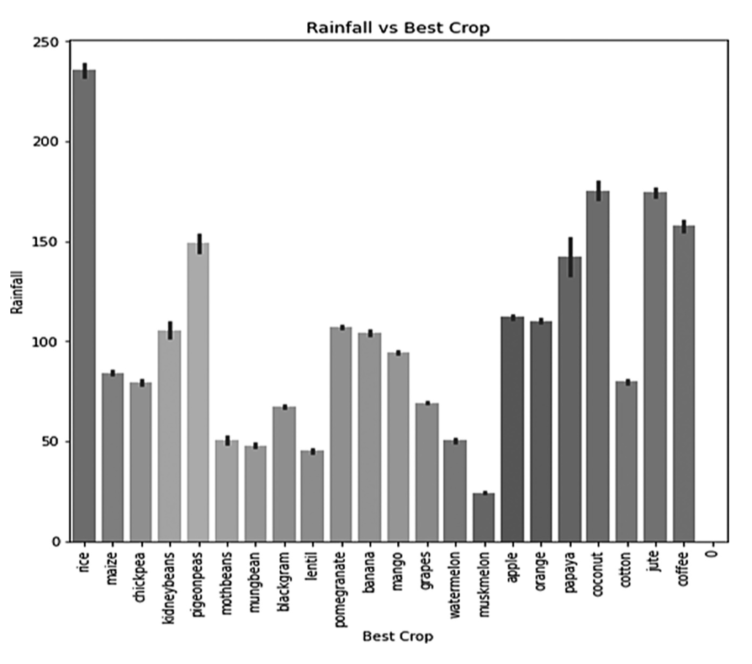 Rainfall vs Best Crop
250
200
150
100
50
0
Rainfall
rice
maize
chickpea
kidneybeans
pigeonpeas
mothbeans
mungbean
blackgram
lentil
pomegranate
banana
mango
grapes
watermelon
muskmelon
apple
orange
papaya
coconut
cotton
jute
coffee
0
Best Crop